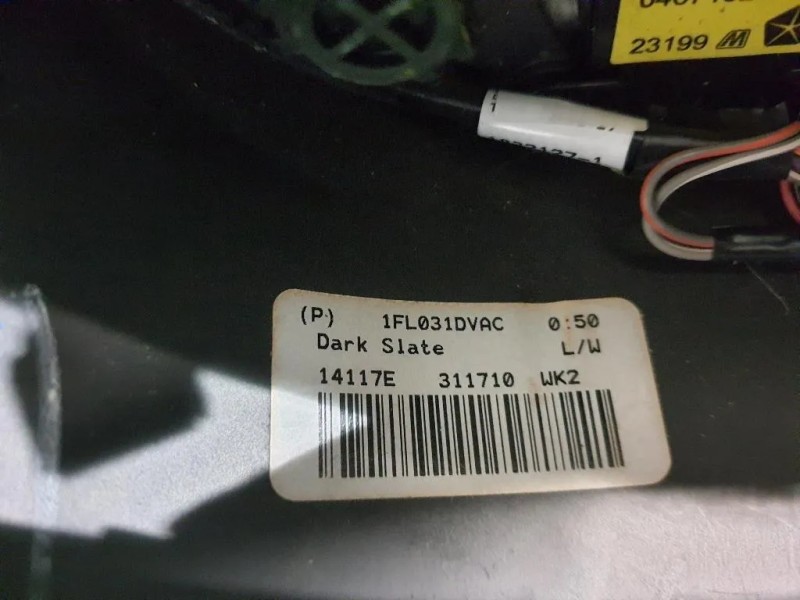 23199
(P) 1FL031DVAC 0:50
Dark Slate L/W
14117E 311710 WK2